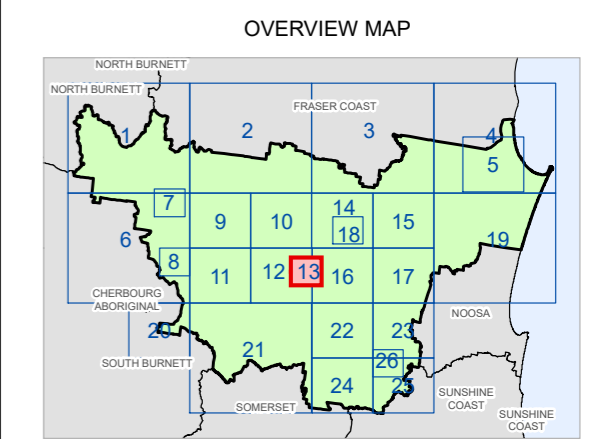 OVERVIEW MAP
NORTH BURNETT
NORTH BURNETT
FRASER COAST
1
2
3
4
5
7
6
9
10
14
18
15
19
8
11
12
13
16
17
CHERBOURG
ABORIGINAL
NOOSA
20
21
22
23
SOUTH BURNETT
26
24
25
SOMERSET
SUNSHINE
COAST
SUNSHINE
COAST